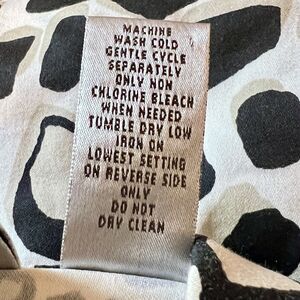 MACHINE
WASH COLD
GENTLE CYCLE
SEPARATELY
ONLY NON
CHLORINE BLEACH
WHEN NEEDED
TUMBLE DRY LOW
IRON ON
LOWEST SETTING
ON REVERSE SIDE
ONLY
DO NOT
DRY CLEAN